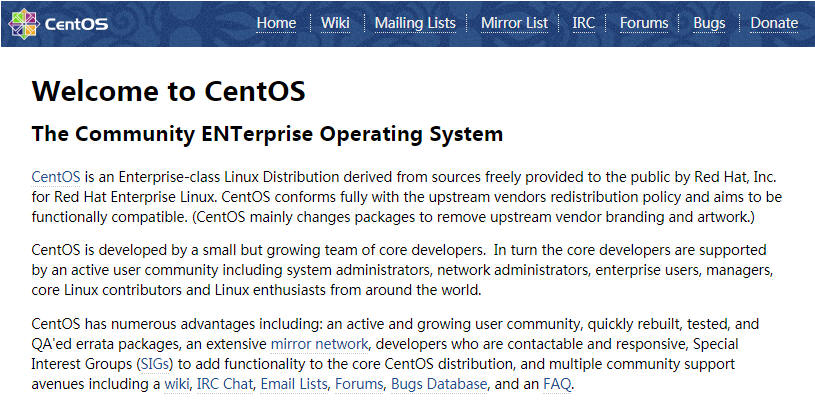 CentOS
Home Wiki Mailing Lists Mirror List IRC Forums Bugs Donate
Welcome to CentOS
The Community ENTerprise Operating System
CentOS is an Enterprise-class Linux Distribution derived from sources freely provided to the public by Red Hat, Inc.
for Red Hat Enterprise Linux. CentOS conforms fully with the upstream vendors redistribution policy and aims to be
functionally compatible. (CentOS mainly changes packages to remove upstream vendor branding and artwork.)
CentOS is developed by a small but growing team of core developers.  In turn the core developers are supported
by an active user community including system administrators, network administrators, enterprise users, managers,
core Linux contributors and Linux enthusiasts from around the world.
CentOS has numerous advantages including: an active and growing user community, quickly rebuilt, tested, and
QA'ed errata packages, an extensive mirror network, developers who are contactable and responsive, Special
Interest Groups (SIGs) to add functionality to the core CentOS distribution, and multiple community support
avenues including a wiki, IRC Chat, Email Lists, Forums, Bugs Database, and an FAQ.